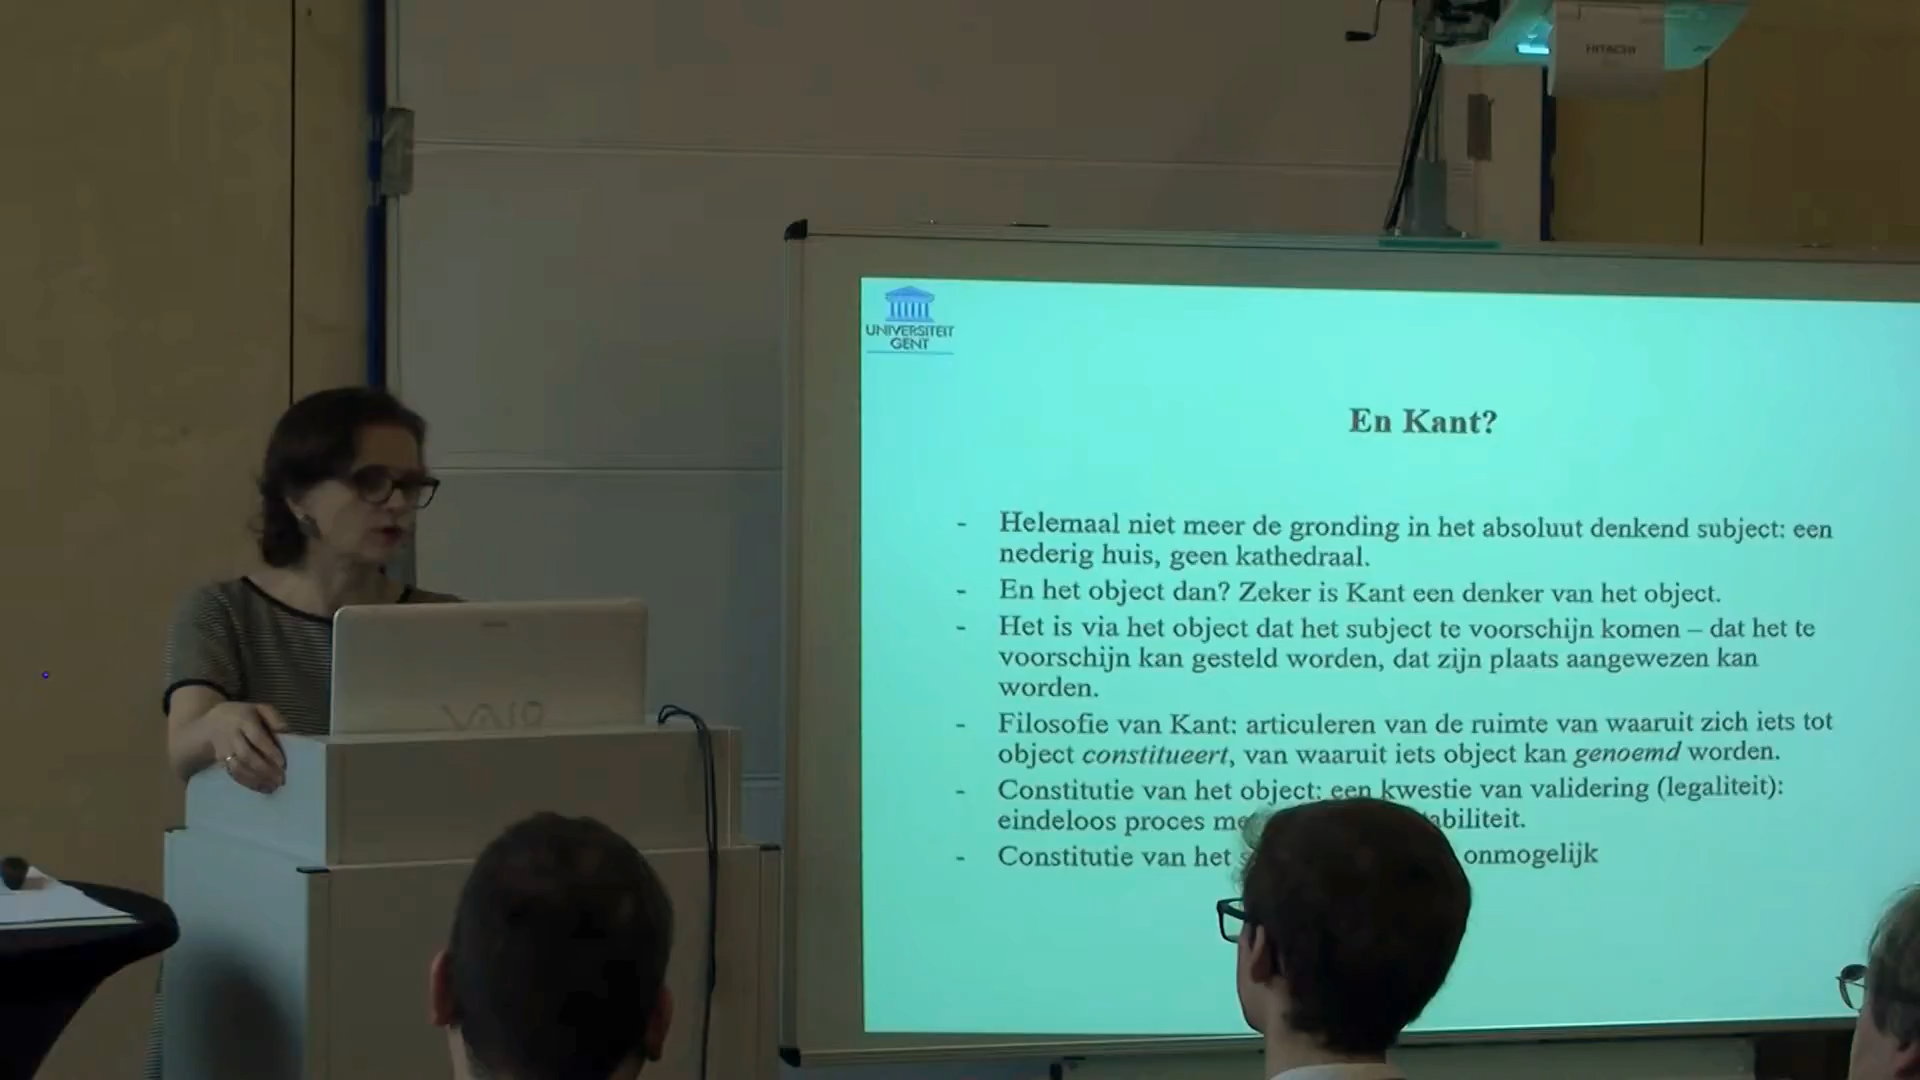 HITACHI
UNIVERSITEIT
GENT
En Kant?
- Helemaal niet meer de gronding in het absoluut denkend subject: een
nederig huis, geen kathedraal.
- En het object dan? Zeker is Kant een denker van het object.
- Het is via het object dat het subject te voorschijn komen – dat het te
voorschijn kan gesteld worden, dat zijn plaats aangewezen kan
worden.
- Filosofie van Kant: articuleren van de ruimte van waaruit zich iets tot
object constitueert, van waaruit iets object kan genoemd worden.
- Constitutie van het object: een kwestie van validering (legaliteit):
eindeloos proces
- Constitutie van het onmogelijk
VAIO